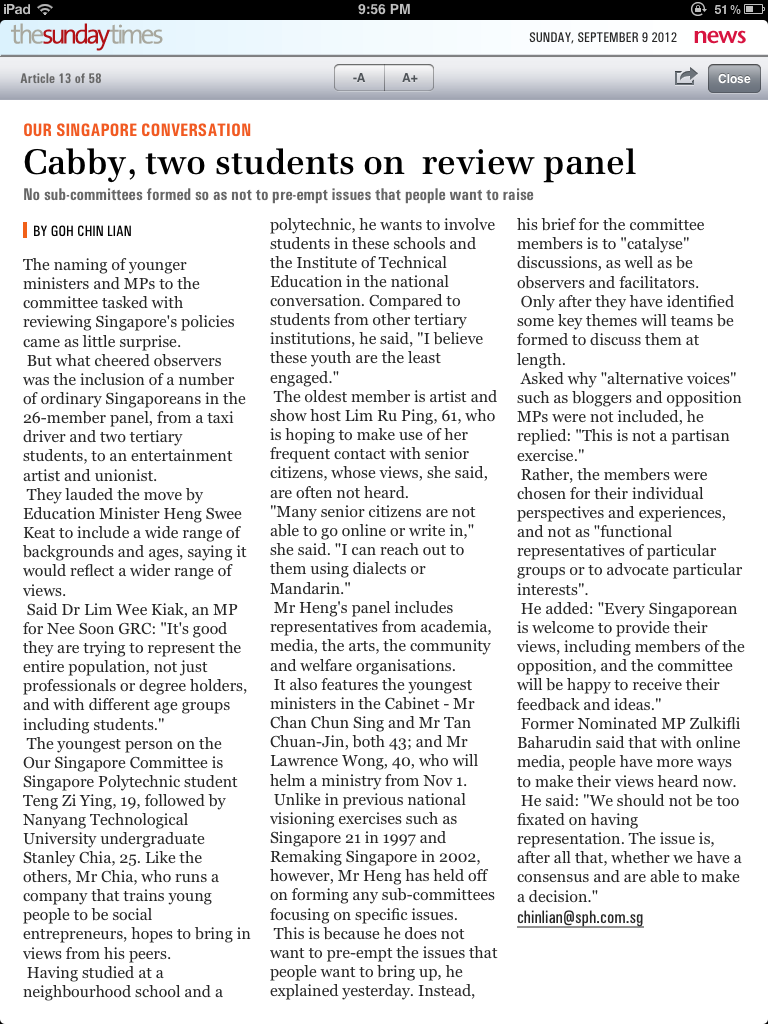 iPad
9:56 PM
51 %
thesundaytimes
SUNDAY, SEPTEMBER 9 2012 news
Article 13 of 58
-A A+
Close
OUR SINGAPORE CONVERSATION
Cabby, two students on review panel
No sub-committees formed so as not to pre-empt issues that people want to raise
BY GOH CHIN LIAN
The naming of younger
ministers and MPs to the
committee tasked with
reviewing Singapore's policies
came as little surprise.
But what cheered observers
was the inclusion of a number
of ordinary Singaporeans in the
26-member panel, from a taxi
driver and two tertiary
students, to an entertainment
artist and unionist.
They lauded the move by
Education Minister Heng Swee
Keat to include a wide range of
backgrounds and ages, saying it
would reflect a wider range of
views.
Said Dr Lim Wee Kiak, an MP
for Nee Soon GRC: "It's good
they are trying to represent the
entire population, not just
professionals or degree holders,
and with different age groups
including students."
The youngest person on the
Our Singapore Committee is
Singapore Polytechnic student
Teng Zi Ying, 19, followed by
Nanyang Technological
University undergraduate
Stanley Chia, 25. Like the
others, Mr Chia, who runs a
company that trains young
people to be social
entrepreneurs, hopes to bring in
views from his peers.
Having studied at a
neighbourhood school and a
polytechnic, he wants to involve
students in these schools and
the Institute of Technical
Education in the national
conversation. Compared to
students from other tertiary
institutions, he said, "I believe
these youth are the least
engaged."
The oldest member is artist and
show host Lim Ru Ping, 61, who
is hoping to make use of her
frequent contact with senior
citizens, whose views, she said,
are often not heard.
"Many senior citizens are not
able to go online or write in,"
she said. "I can reach out to
them using dialects or
Mandarin."
Mr Heng's panel includes
representatives from academia,
media, the arts, the community
and welfare organisations.
It also features the youngest
ministers in the Cabinet - Mr
Chan Chun Sing and Mr Tan
Chuan-Jin, both 43; and Mr
Lawrence Wong, 40, who will
helm a ministry from Nov 1.
Unlike in previous national
visioning exercises such as
Singapore 21 in 1997 and
Remaking Singapore in 2002,
however, Mr Heng has held off
on forming any sub-committees
focusing on specific issues.
This is because he does not
want to pre-empt the issues that
people want to bring up, he
explained yesterday. Instead,
his brief for the committee
members is to "catalyse"
discussions, as well as be
observers and facilitators.
Only after they have identified
some key themes will teams be
formed to discuss them at
length.
Asked why "alternative voices"
such as bloggers and opposition
MPs were not included, he
replied: "This is not a partisan
exercise."
Rather, the members were
chosen for their individual
perspectives and experiences,
and not as "functional
representatives of particular
groups or to advocate particular
interests".
He added: "Every Singaporean
is welcome to provide their
views, including members of the
opposition, and the committee
will be happy to receive their
feedback and ideas."
Former Nominated MP Zulkifli
Baharudin said that with online
media, people have more ways
to make their views heard now.
He said: "We should not be too
fixated on having
representation. The issue is,
after all that, whether we have a
consensus and are able to make
a decision."
chinlian@sph.com.sg